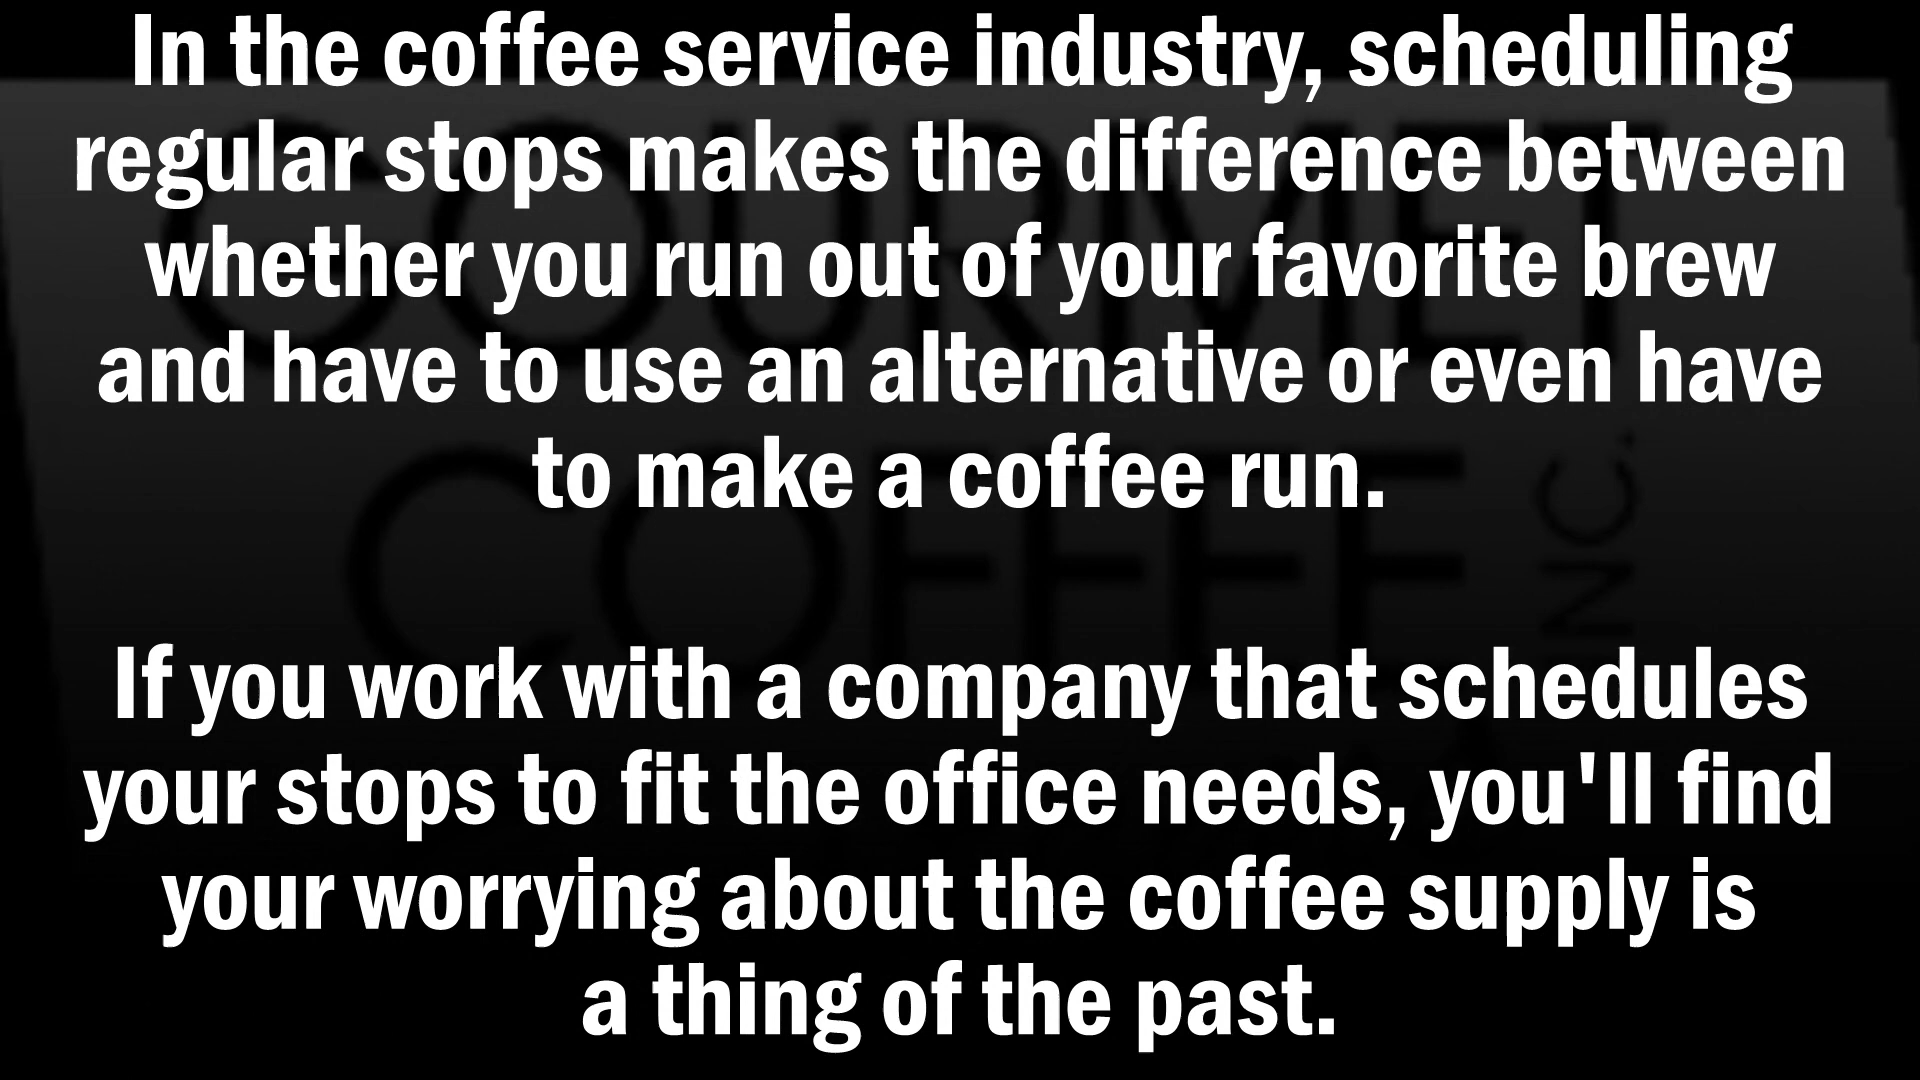 In the coffee service industry, scheduling
regular stops makes the difference between
whether you run out of your favorite brew
and have to use an alternative or even have
to make a coffee run.
If you work with a company that schedules
your stops to fit the office needs, you'll find
your worrying about the coffee supply is
a thing of the past.
GOURMET
COFFEE INC.